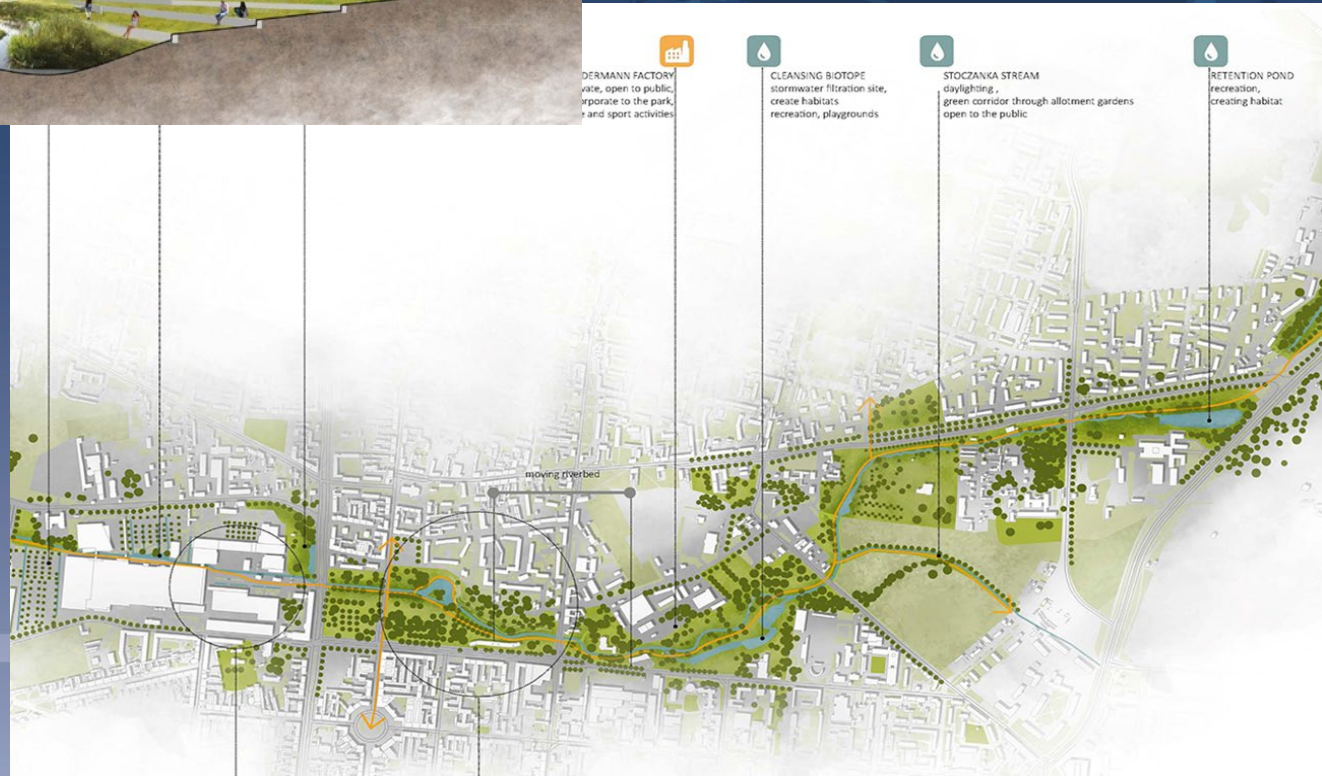 DERMANN FACTORY
vate, open to public,
rporate to the park,
e and sport activities
CLEANSING BIOTOPE
stormwater filtration site,
create habitats
recreation, playgrounds
STOCZANKA STREAM
daylighting ,
green corridor through allotment gardens
open to the public
RETENTION POND
recreation,
creating habitat
moving riverbed